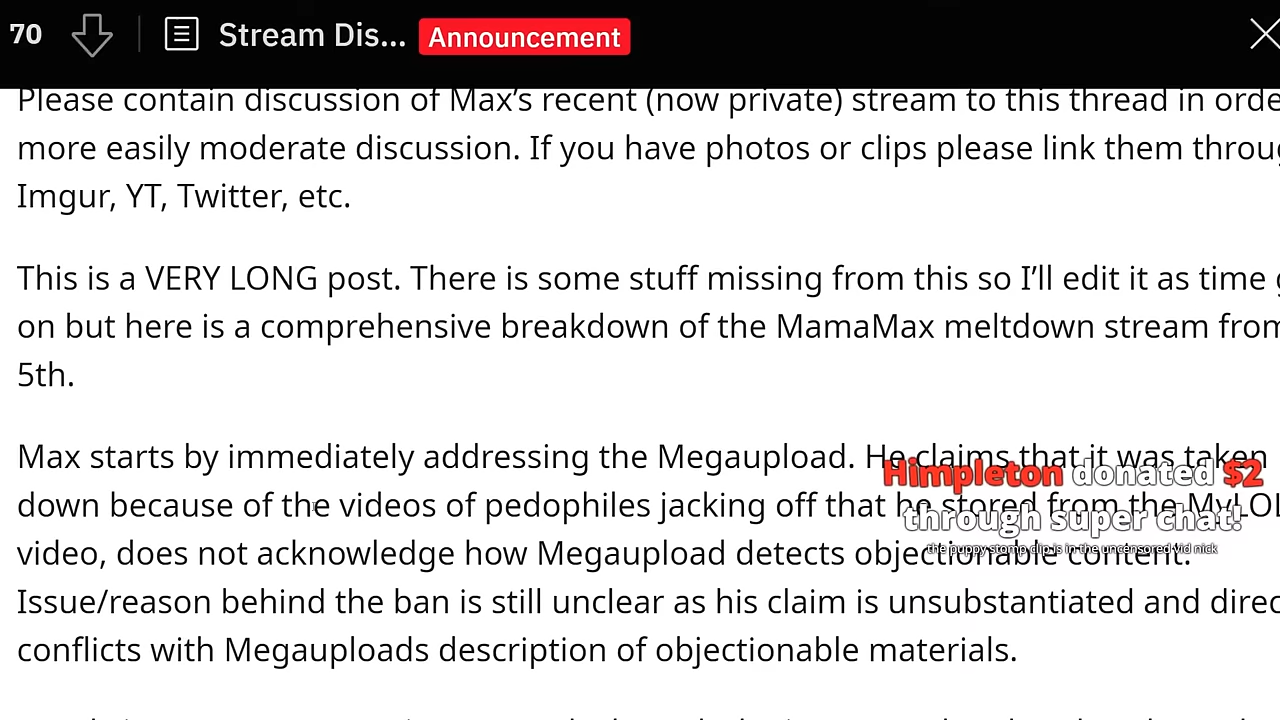 70 Stream Dis... Announcement
Please contain discussion of Max's recent (now private) stream to this thread in orde
more easily moderate discussion. If you have photos or clips please link them throug
Imgur, YT, Twitter, etc.
This is a VERY LONG post. There is some stuff missing from this so I'll edit it as time g
on but here is a comprehensive breakdown of the MamaMax meltdown stream from
5th.
Max starts by immediately addressing the Megaupload. He claims that it was taken
Himpleton donated $2
down because of the videos of pedophiles jacking off that he stored from the MyLOL
through super chat!
the puppy stomp clip is in the uncensored vid nick
video, does not acknowledge how Megaupload detects objectionable content.
Issue/reason behind the ban is still unclear as his claim is unsubstantiated and direc
conflicts with Megauploads description of objectionable materials.